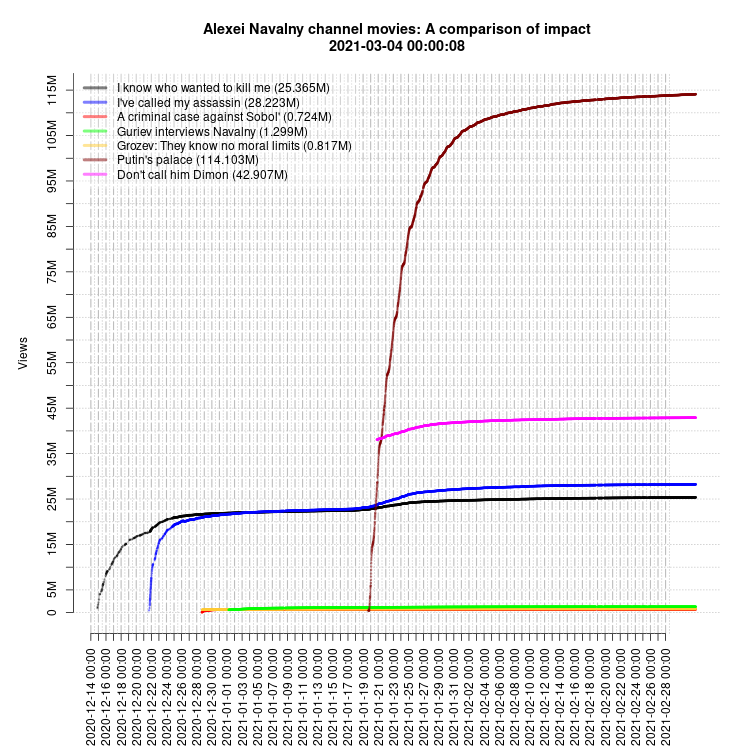 Alexei Navalny channel movies: A comparison of impact
2021-03-04 00:00:08
I know who wanted to kill me (25.365M)
I've called my assassin (28.223M)
A criminal case against Sobol' (0.724M)
Guriev interviews Navalny (1.299M)
Grozev: They know no moral limits (0.817M)
Putin's palace (114.103M)
Don't call him Dimon (42.907M)
Views
115M
105M
95M
85M
75M
65M
55M
45M
35M
25M
15M
5M
0
2020-12-14 00:00
2020-12-16 00:00
2020-12-18 00:00
2020-12-20 00:00
2020-12-22 00:00
2020-12-24 00:00
2020-12-26 00:00
2020-12-28 00:00
2020-12-30 00:00
2021-01-01 00:00
2021-01-03 00:00
2021-01-05 00:00
2021-01-07 00:00
2021-01-09 00:00
2021-01-11 00:00
2021-01-13 00:00
2021-01-15 00:00
2021-01-17 00:00
2021-01-19 00:00
2021-01-21 00:00
2021-01-23 00:00
2021-01-25 00:00
2021-01-27 00:00
2021-01-29 00:00
2021-01-31 00:00
2021-02-02 00:00
2021-02-04 00:00
2021-02-06 00:00
2021-02-08 00:00
2021-02-10 00:00
2021-02-12 00:00
2021-02-14 00:00
2021-02-16 00:00
2021-02-18 00:00
2021-02-20 00:00
2021-02-22 00:00
2021-02-24 00:00
2021-02-26 00:00
2021-02-28 00:00